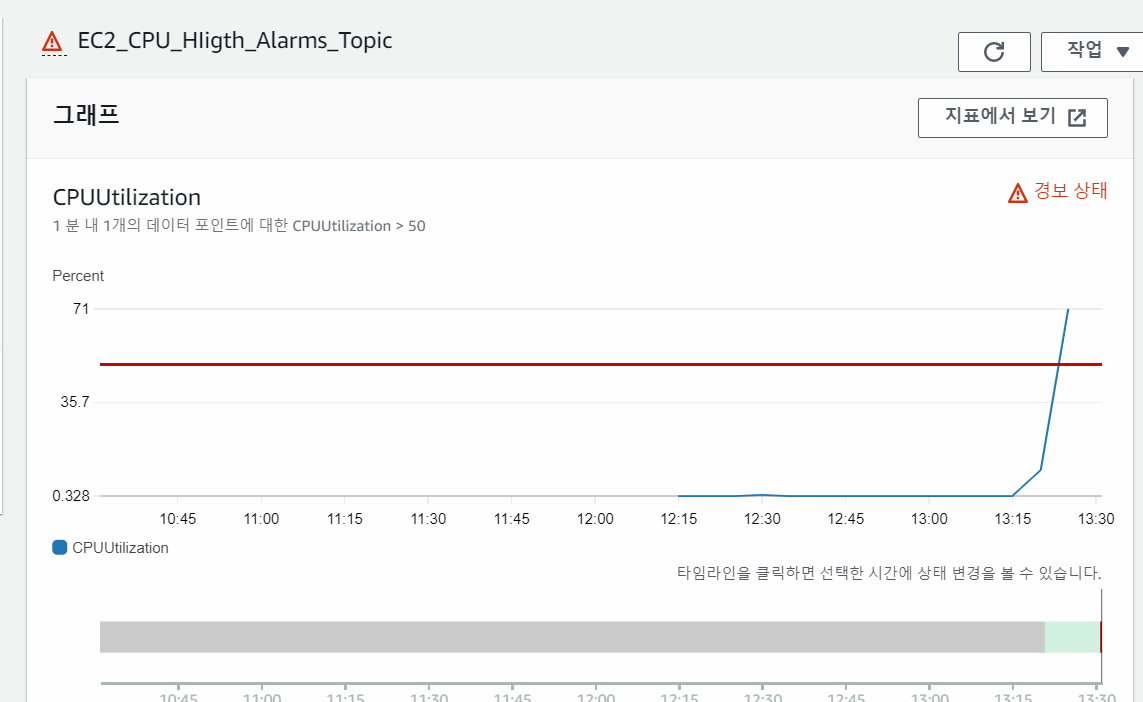 EC2_CPU_HIigth_Alarms_Topic
작업
그래프
지표에서 보기
CPUUtilization
경보 상태
1 분 내 1개의 데이터 포인트에 대한 CPUUtilization > 50
Percent
71
35.7
0.328
10:45 11:00 11:15 11:30 11:45 12:00 12:15 12:30 12:45 13:00 13:15 13:30
CPUUtilization
타임라인을 클릭하면 선택한 시간에 상태 변경을 볼 수 있습니다.
10:45 11:00 11:15 11:30 11:45 12:00 12:15 12:30 12:45 13:00 13:15 13:30